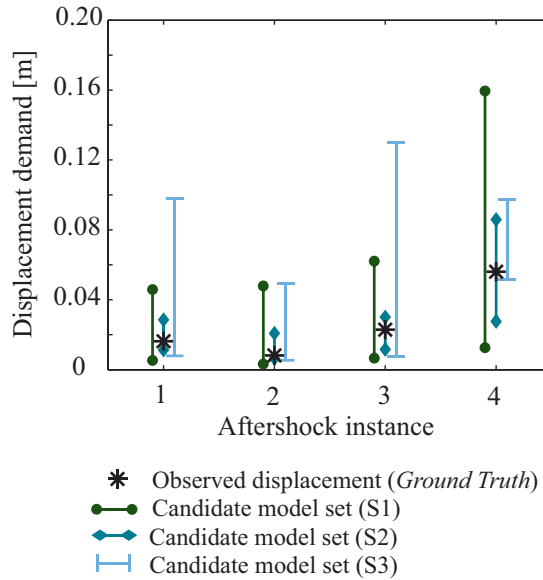 0.20
0.16
0.12
0.08
0.04
0
Displacement demand [m]
1 2 3 4
Aftershock instance
Observed displacement (Ground Truth)
Candidate model set (S1)
Candidate model set (S2)
Candidate model set (S3)